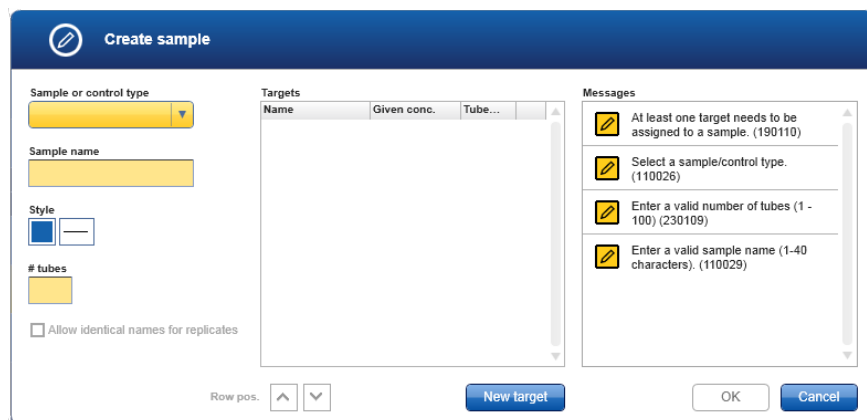 Create sample
Sample or control type
Sample name
Style
# tubes
Allow identical names for replicates
Targets
Name Given conc. Tube...
Row pos.
New target
Messages
At least one target needs to be
assigned to a sample. (190110)
Select a sample/control type.
(110026)
Enter a valid number of tubes (1 -
100) (230109)
Enter a valid sample name (1-40
characters). (110029)
OK
Cancel